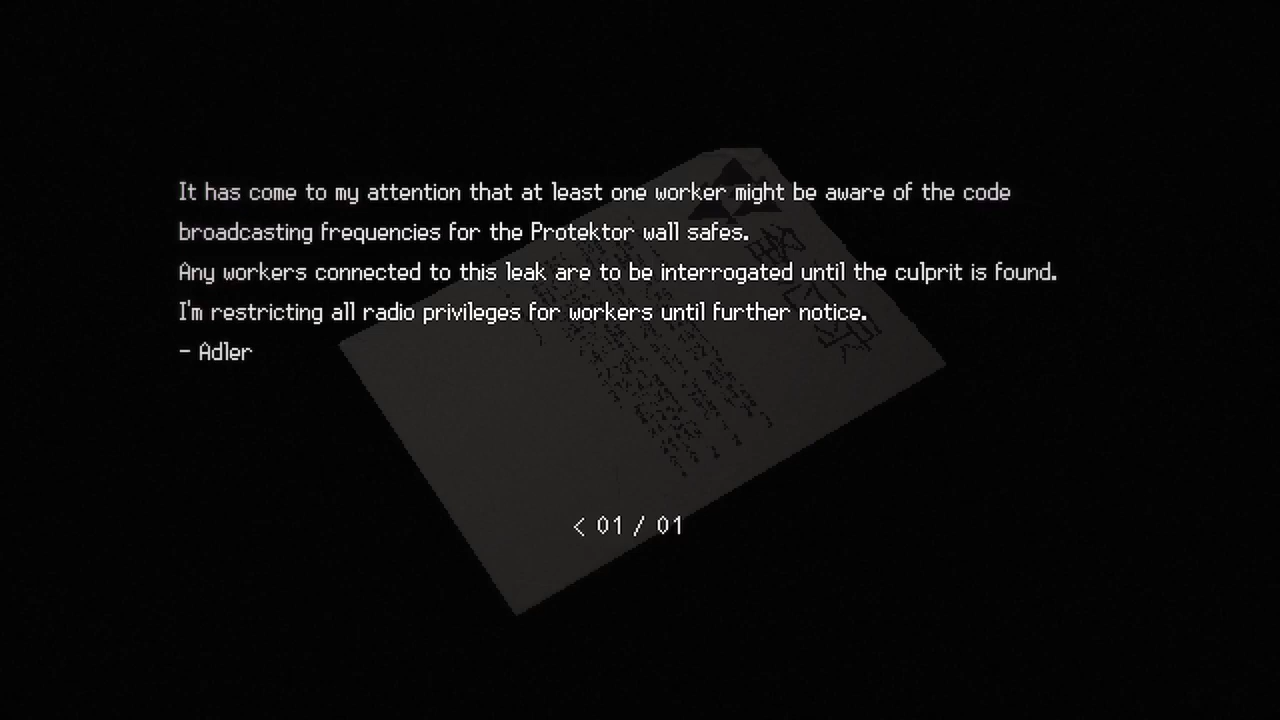 It has come to my attention that at least one worker might be aware of the code
broadcasting frequencies for the Protektor wall safes.
Any workers connected to this leak are to be interrogated until the culprit is found.
I'm restricting all radio privileges for workers until further notice.
- Adler
< 01 / 01